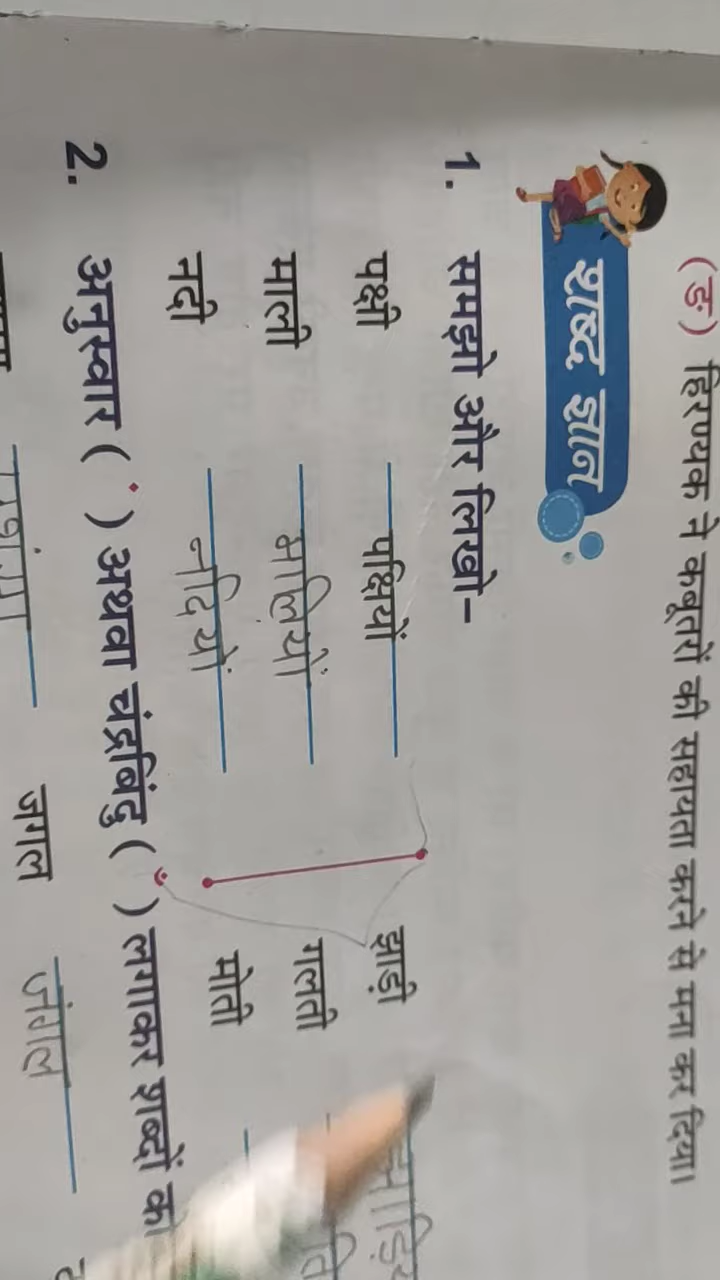 (ङ) हिरण्यक ने कबूतरों की सहायता करने से मना कर दिया।
शब्द ज्ञान
1. समझो और लिखो–
पक्षी पक्षियों झाड़ी
माली मालियों गलती
नदी नदियों मोती
2. अनुस्वार ( ं ) अथवा चंद्रबिंदु ( ँ ) लगाकर शब्दों
जगल जंगल